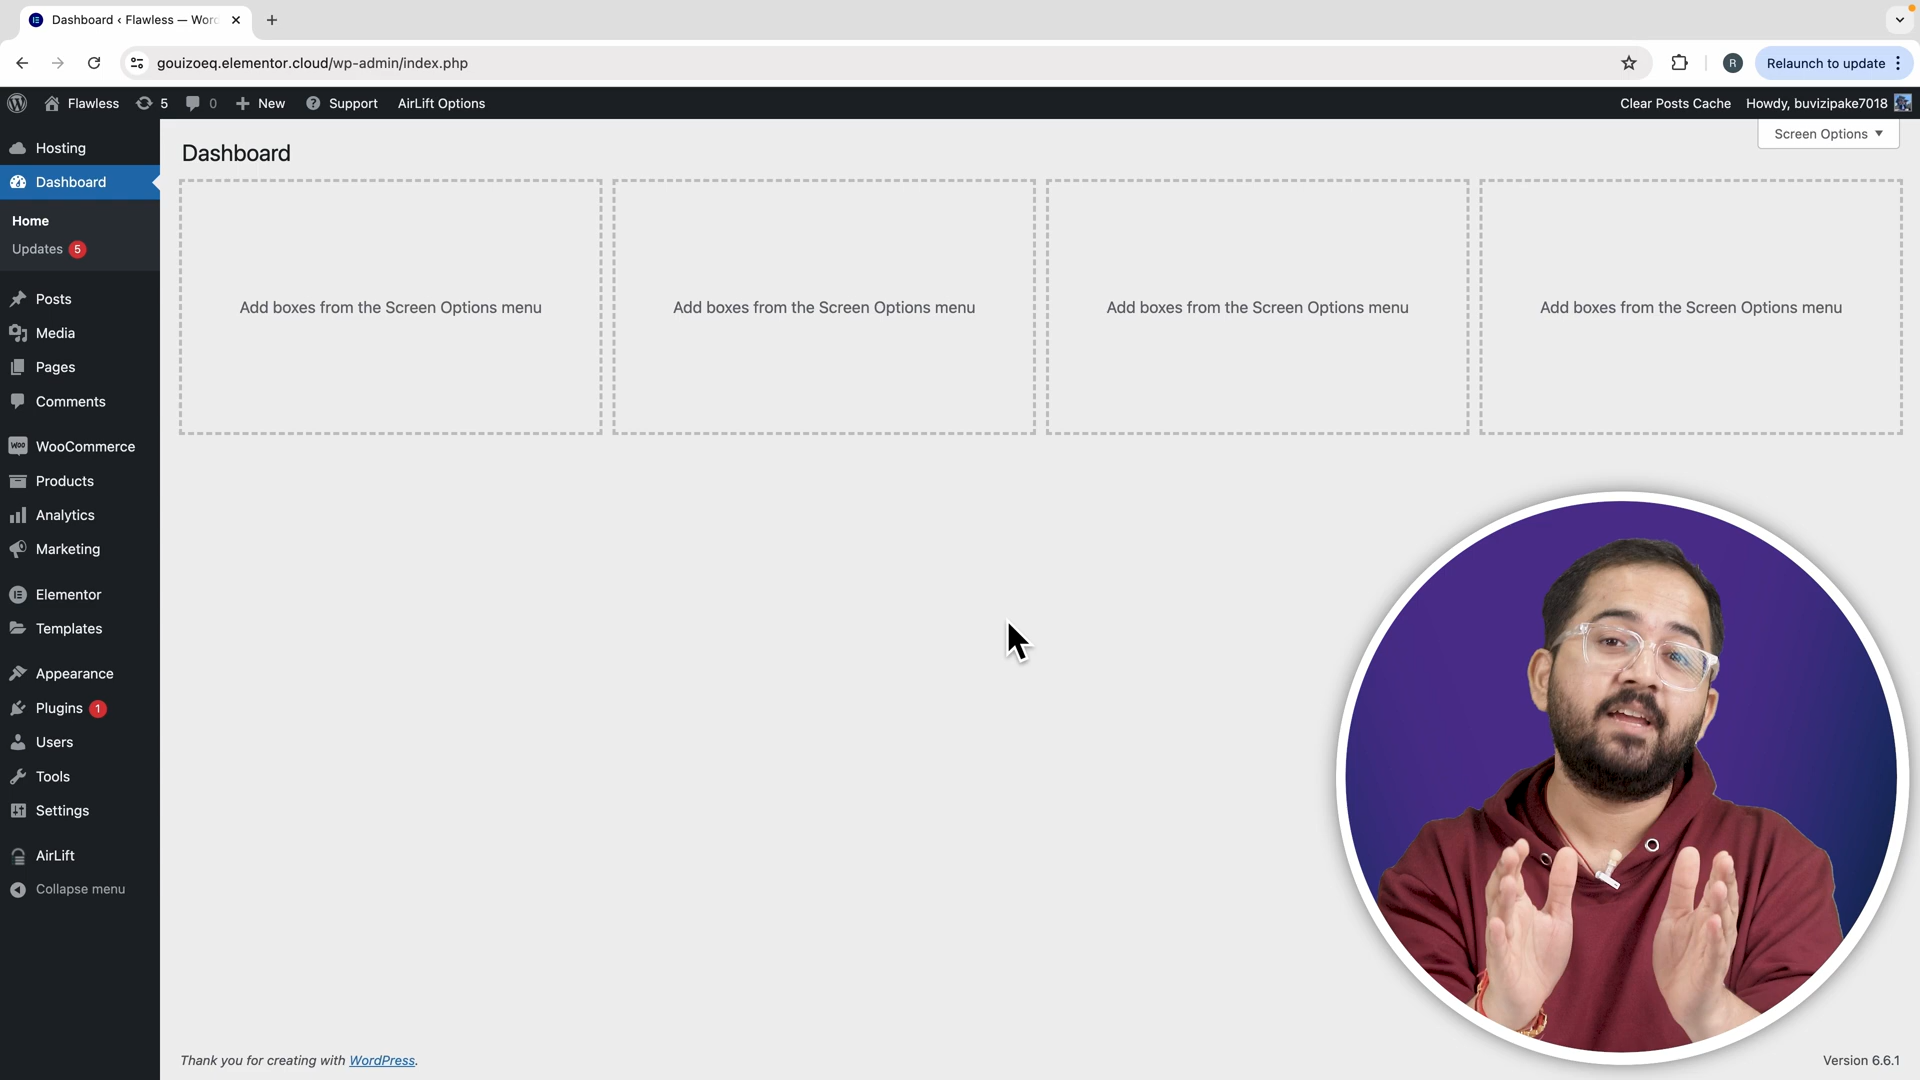 Dashboard ‹ Flawless — Wor
gouizoeq.elementor.cloud/wp-admin/index.php
R
Relaunch to update
Flawless
5
0
New
Support
AirLift Options
Clear Posts Cache
Howdy, buvizipake7018
Hosting
Dashboard
Home
Updates 5
Posts
Media
Pages
Comments
WooCommerce
Products
Analytics
Marketing
Elementor
Templates
Appearance
Plugins 1
Users
Tools
Settings
AirLift
Collapse menu
Screen Options
Dashboard
Add boxes from the Screen Options menu
Add boxes from the Screen Options menu
Add boxes from the Screen Options menu
Add boxes from the Screen Options menu
Thank you for creating with WordPress.
Version 6.6.1